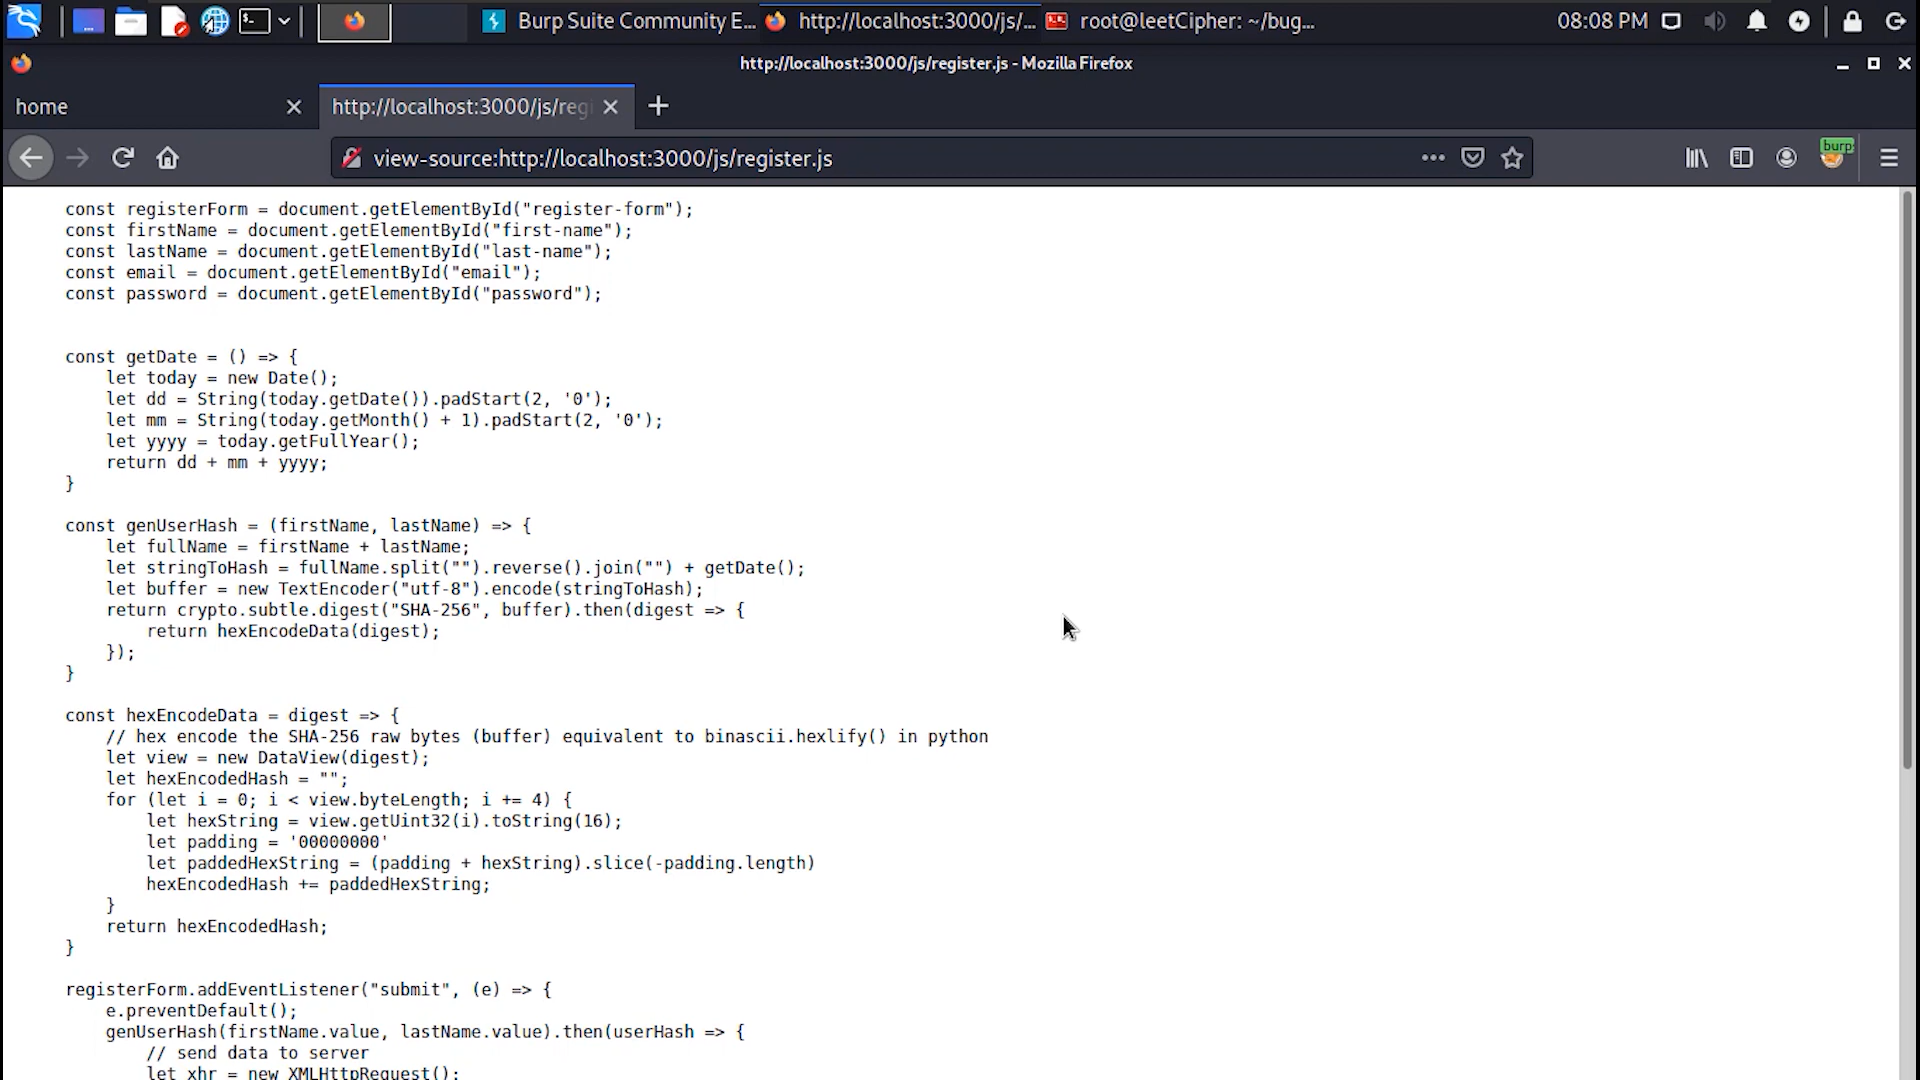 Burp Suite Community E...
http://localhost:3000/js/...
root@leetCipher: ~/bug...
08:08 PM
http://localhost:3000/js/register.js - Mozilla Firefox
home
http://localhost:3000/js/regi
burp
view-source:http://localhost:3000/js/register.js
const registerForm = document.getElementById("register-form");
const firstName = document.getElementById("first-name");
const lastName = document.getElementById("last-name");
const email = document.getElementById("email");
const password = document.getElementById("password");
const getDate = () => {
    let today = new Date();
    let dd = String(today.getDate()).padStart(2, '0');
    let mm = String(today.getMonth() + 1).padStart(2, '0');
    let yyyy = today.getFullYear();
    return dd + mm + yyyy;
}
const genUserHash = (firstName, lastName) => {
    let fullName = firstName + lastName;
    let stringToHash = fullName.split("").reverse().join("") + getDate();
    let buffer = new TextEncoder("utf-8").encode(stringToHash);
    return crypto.subtle.digest("SHA-256", buffer).then(digest => {
        return hexEncodeData(digest);
    });
}
const hexEncodeData = digest => {
    // hex encode the SHA-256 raw bytes (buffer) equivalent to binascii.hexlify() in python
    let view = new DataView(digest);
    let hexEncodedHash = "";
    for (let i = 0; i < view.byteLength; i += 4) {
        let hexString = view.getUint32(i).toString(16);
        let padding = '00000000'
        let paddedHexString = (padding + hexString).slice(-padding.length)
        hexEncodedHash += paddedHexString;
    }
    return hexEncodedHash;
}
registerForm.addEventListener("submit", (e) => {
    e.preventDefault();
    genUserHash(firstName.value, lastName.value).then(userHash => {
        // send data to server
        let xhr = new XMLHttpRequest();